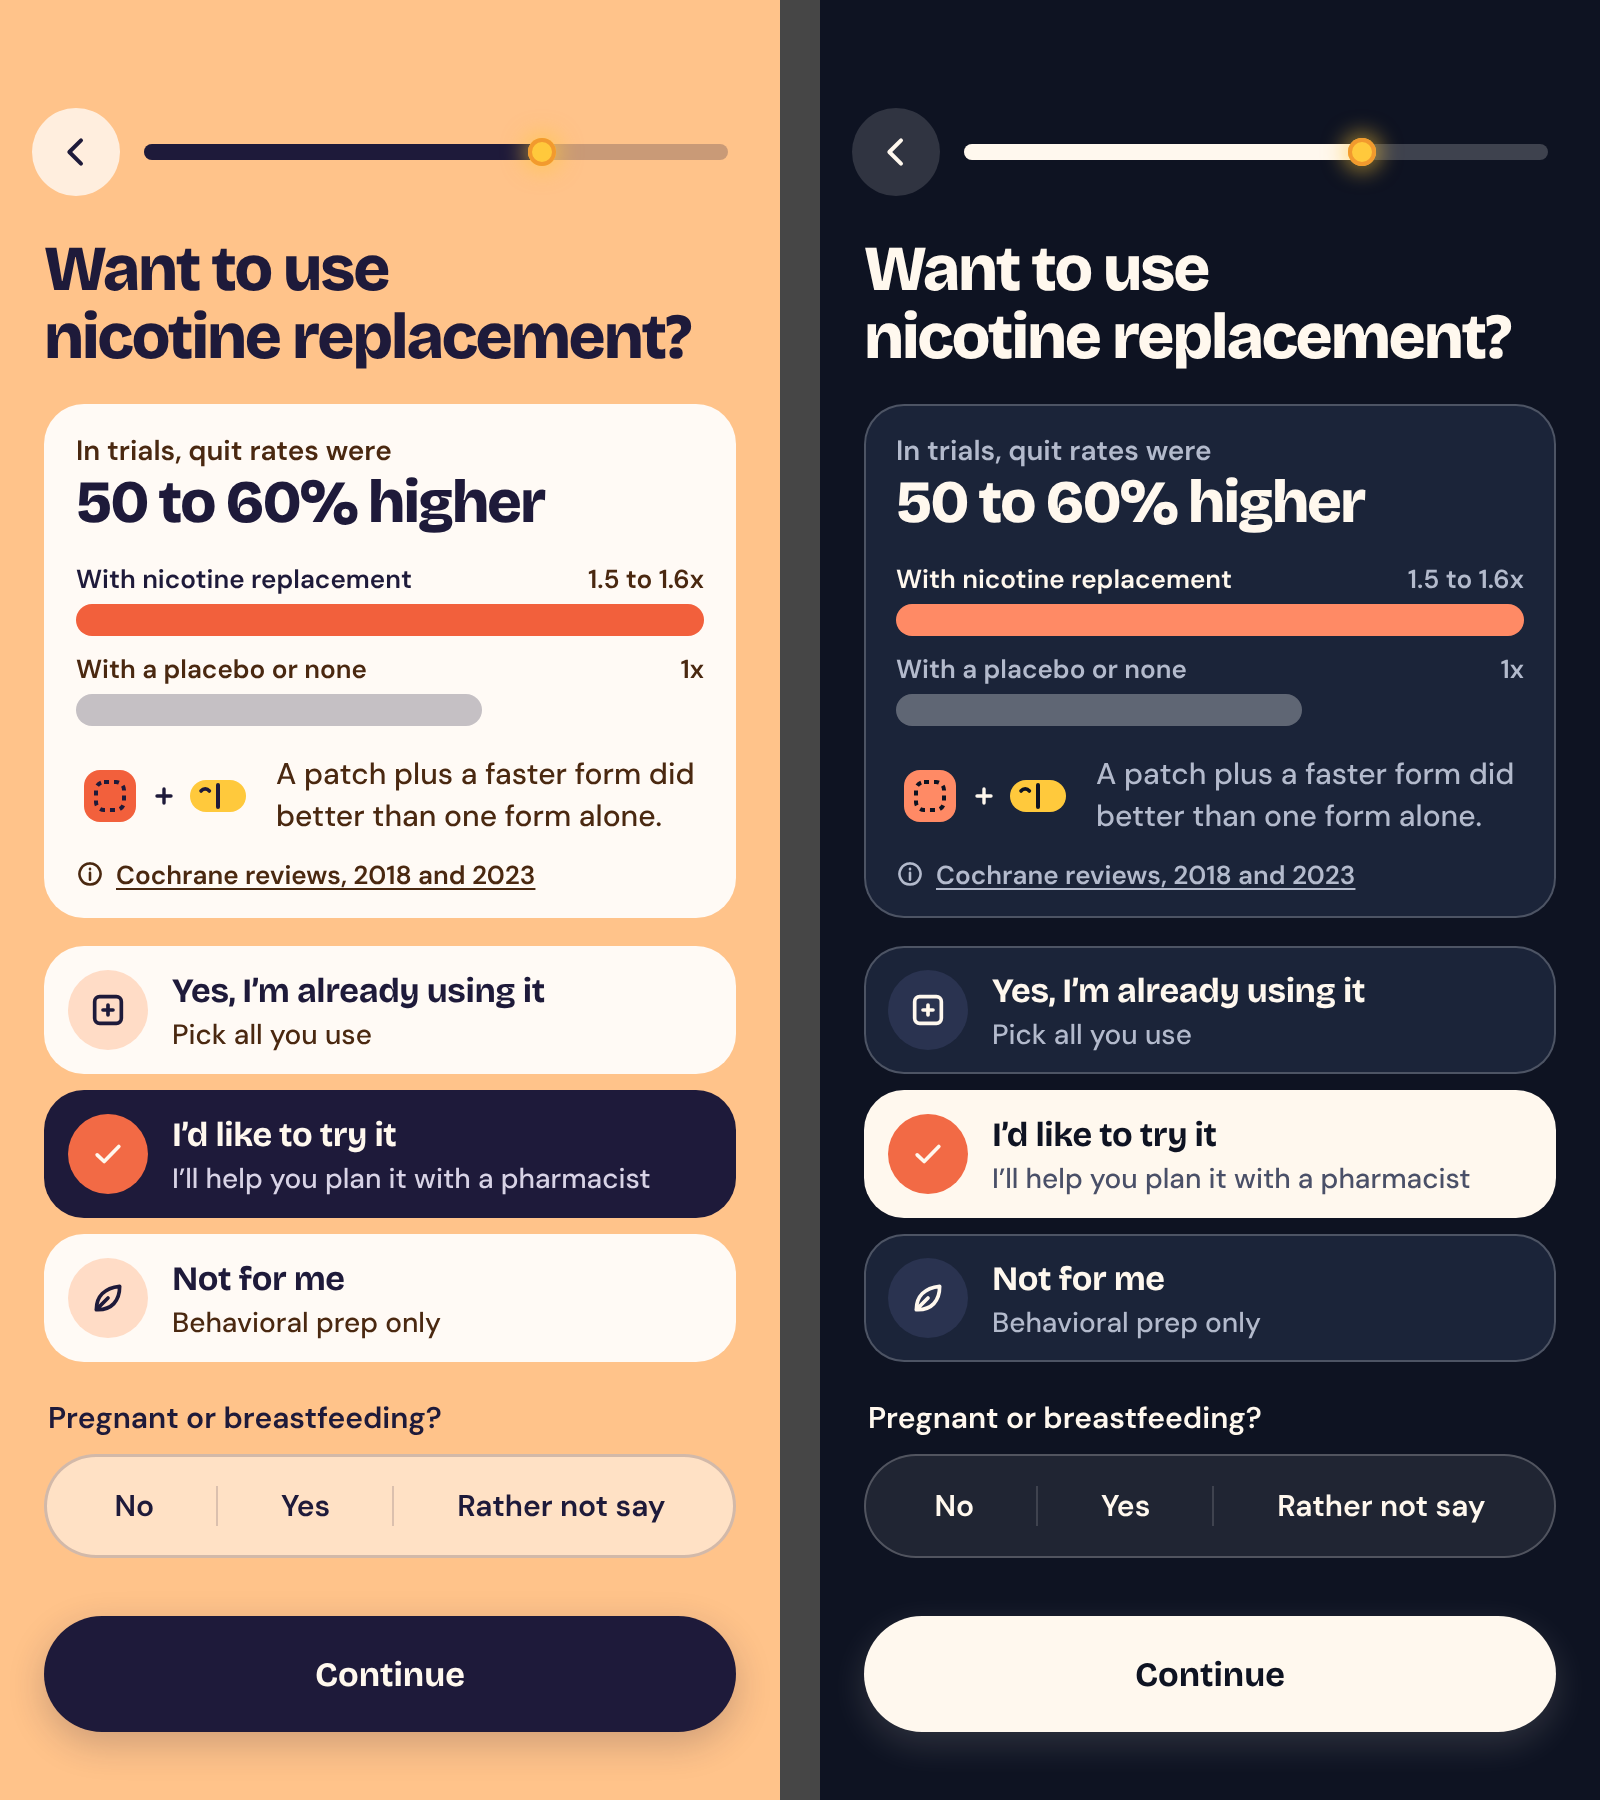 Want to use
nicotine replacement?
In trials, quit rates were
50 to 60% higher
With nicotine replacement 1.5 to 1.6x
With a placebo or none 1x
A patch plus a faster form did
better than one form alone.
Cochrane reviews, 2018 and 2023
Yes, I’m already using it
Pick all you use
I’d like to try it
I’ll help you plan it with a pharmacist
Not for me
Behavioral prep only
Pregnant or breastfeeding?
No Yes Rather not say
Continue
Want to use
nicotine replacement?
In trials, quit rates were
50 to 60% higher
With nicotine replacement 1.5 to 1.6x
With a placebo or none 1x
A patch plus a faster form did
better than one form alone.
Cochrane reviews, 2018 and 2023
Yes, I’m already using it
Pick all you use
I’d like to try it
I’ll help you plan it with a pharmacist
Not for me
Behavioral prep only
Pregnant or breastfeeding?
No Yes Rather not say
Continue